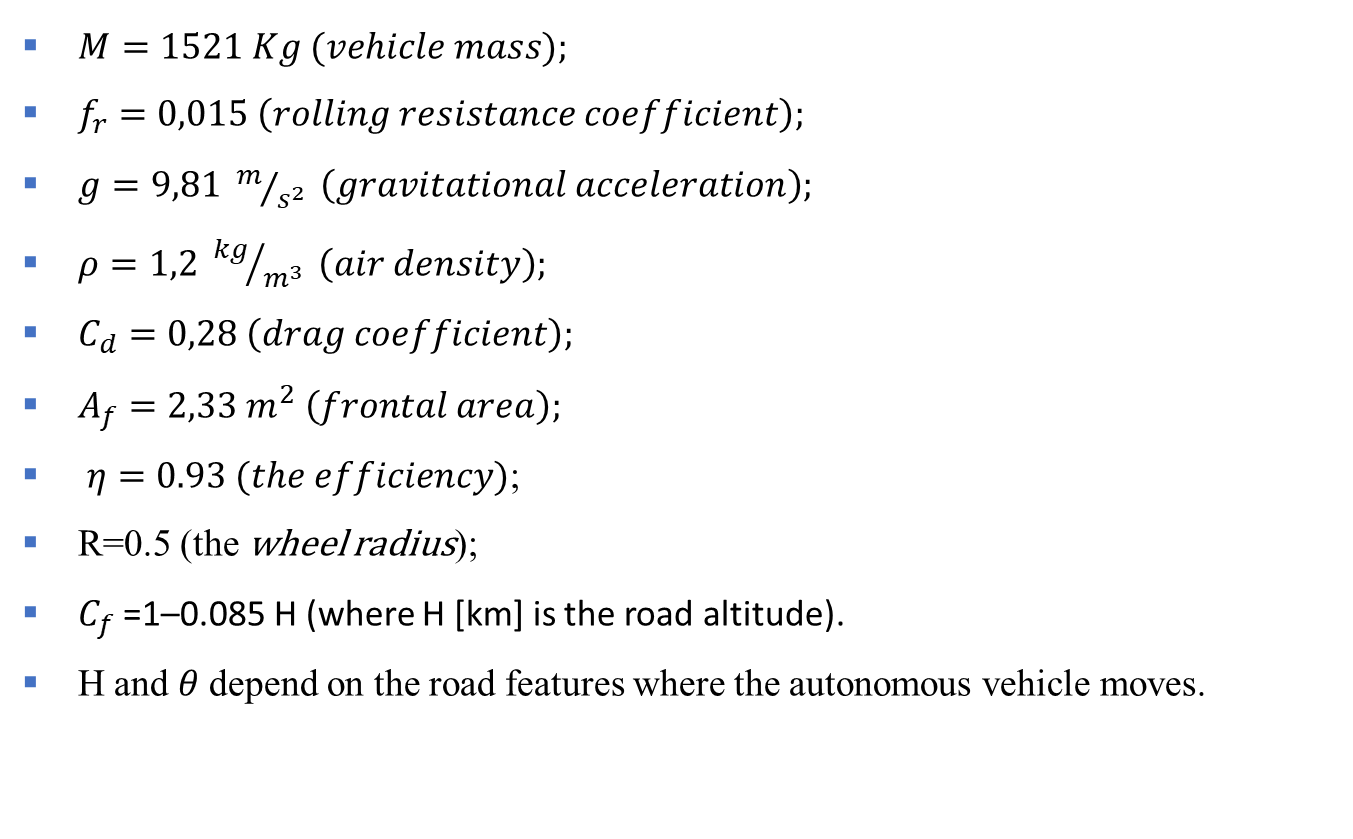 ▪ M = 1521 Kg (vehicle mass);
▪ fᵣ = 0,015 (rolling resistance coefficient);
▪ g = 9,81 m/s² (gravitational acceleration);
▪ ρ = 1,2 kg/m³ (air density);
▪ C_d = 0,28 (drag coefficient);
▪ A_f = 2,33 m² (frontal area);
▪ η = 0.93 (the efficiency);
▪ R=0.5 (the wheel radius);
▪ C_f =1–0.085 H (where H [km] is the road altitude).
▪ H and θ depend on the road features where the autonomous vehicle moves.